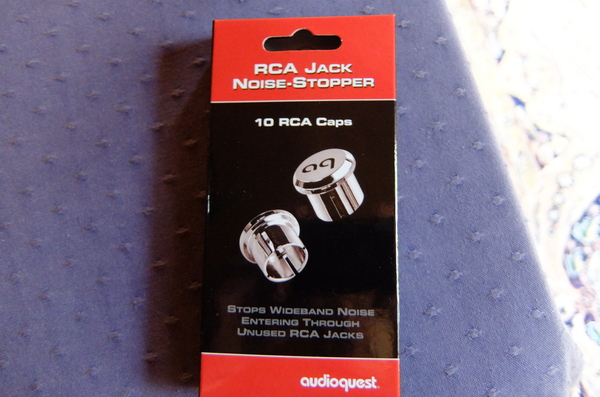 RCA Jack
Noise-Stopper
10 RCA Caps
aq
Stops Wideband Noise
Entering Through
Unused RCA Jacks
audioquest.